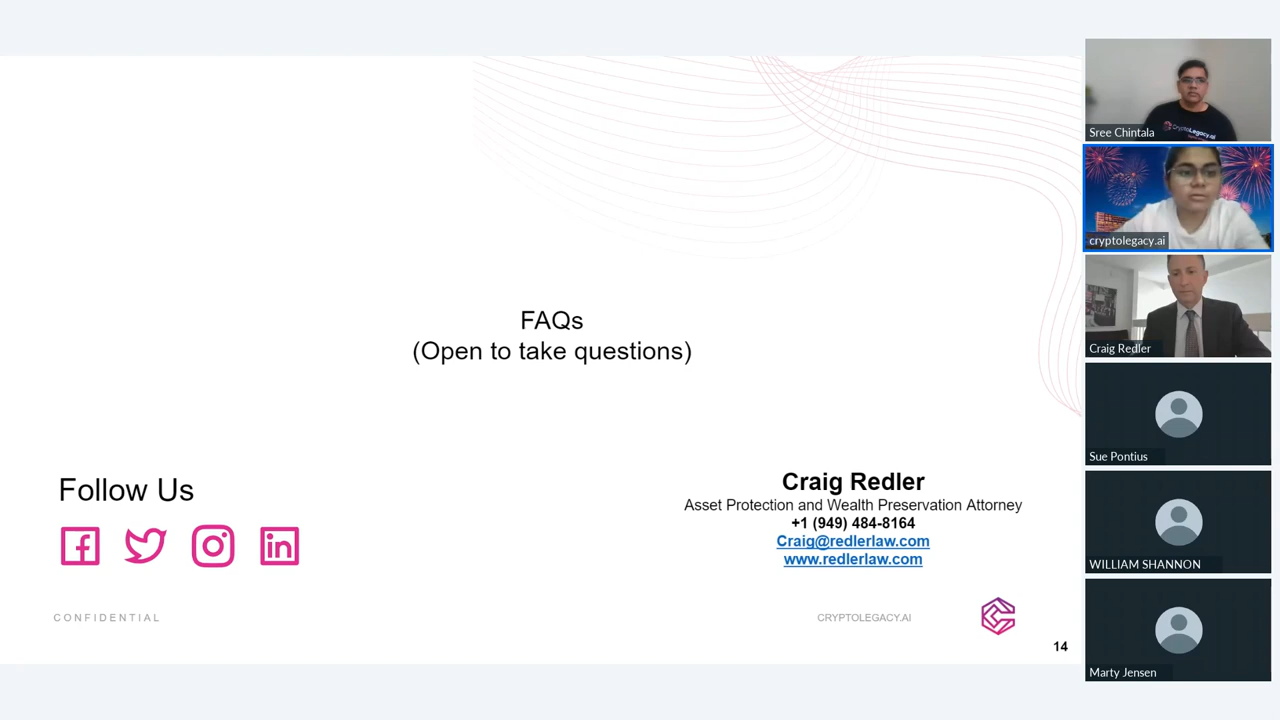 FAQs
(Open to take questions)
Follow Us
Craig Redler
Asset Protection and Wealth Preservation Attorney
+1 (949) 484-8164
Craig@redlerlaw.com
www.redlerlaw.com
CONFIDENTIAL
CRYPTOLEGACY.AI
14
Sree Chintala
CryptoLegacy.ai
cryptolegacy.ai
Craig Redler
Sue Pontius
WILLIAM SHANNON
Marty Jensen